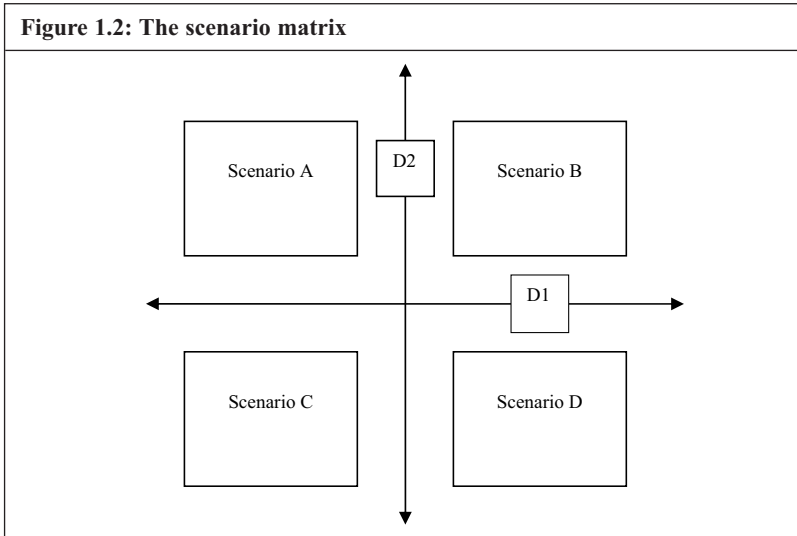 Figure 1.2: The scenario matrix
D2
Scenario A
Scenario B
D1
Scenario C
Scenario D